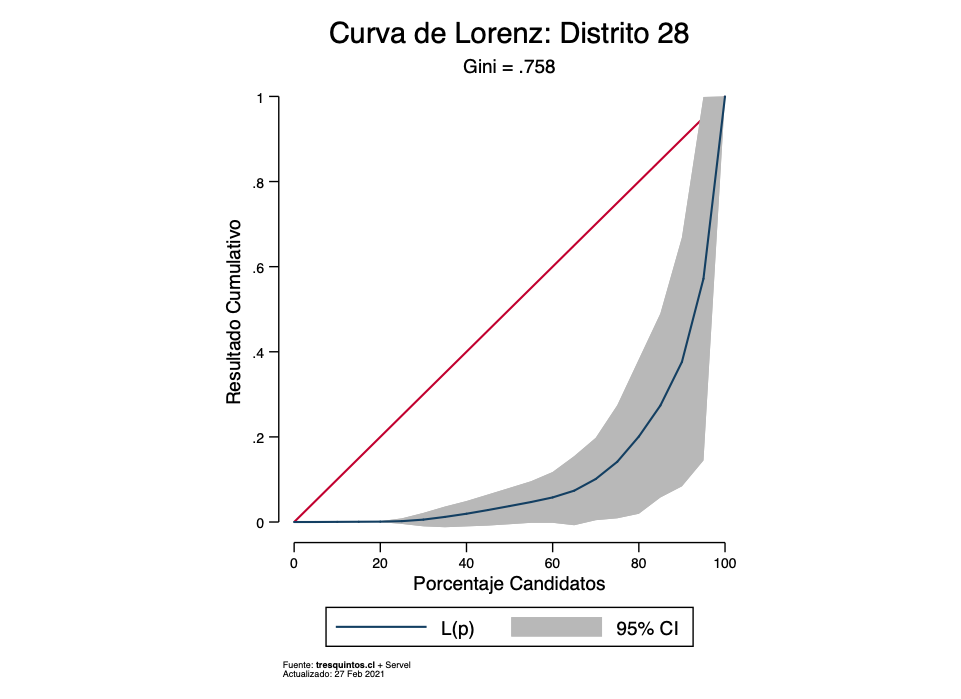 Curva de Lorenz: Distrito 28
Gini = .758
Resultado Cumulativo
1
.8
.6
.4
.2
0
0 20 40 60 80 100
Porcentaje Candidatos
L(p) 95% CI
Fuente: tresquintos.cl + Servel
Actualizado: 27 Feb 2021